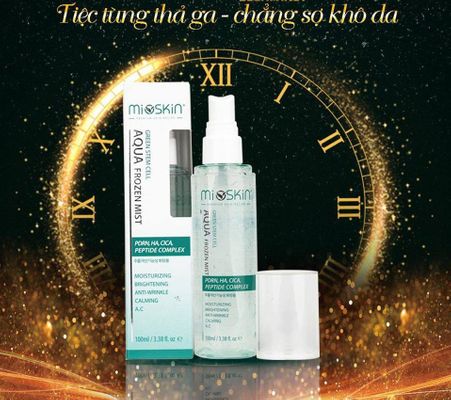 Tiệc tùng thả ga - chẳng sợ khô da
XII
I
II
III
IX
X
miOSKIN
GREEN STEM CELL
AQUA FROZEN MIST
PDRN, HA, CICA,
PEPTIDE COMPLEX
MOISTURIZING
BRIGHTENING
ANTI-WRINKLE
CALMING
A.C
100ml / 3.38 fl.oz ℮
miOSKIN
GREEN STEM CELL
AQUA FROZEN MIST
PDRN, HA, CICA,
PEPTIDE COMPLEX
MOISTURIZING
BRIGHTENING
ANTI-WRINKLE
CALMING
A.C
100ml / 3.38 fl.oz ℮